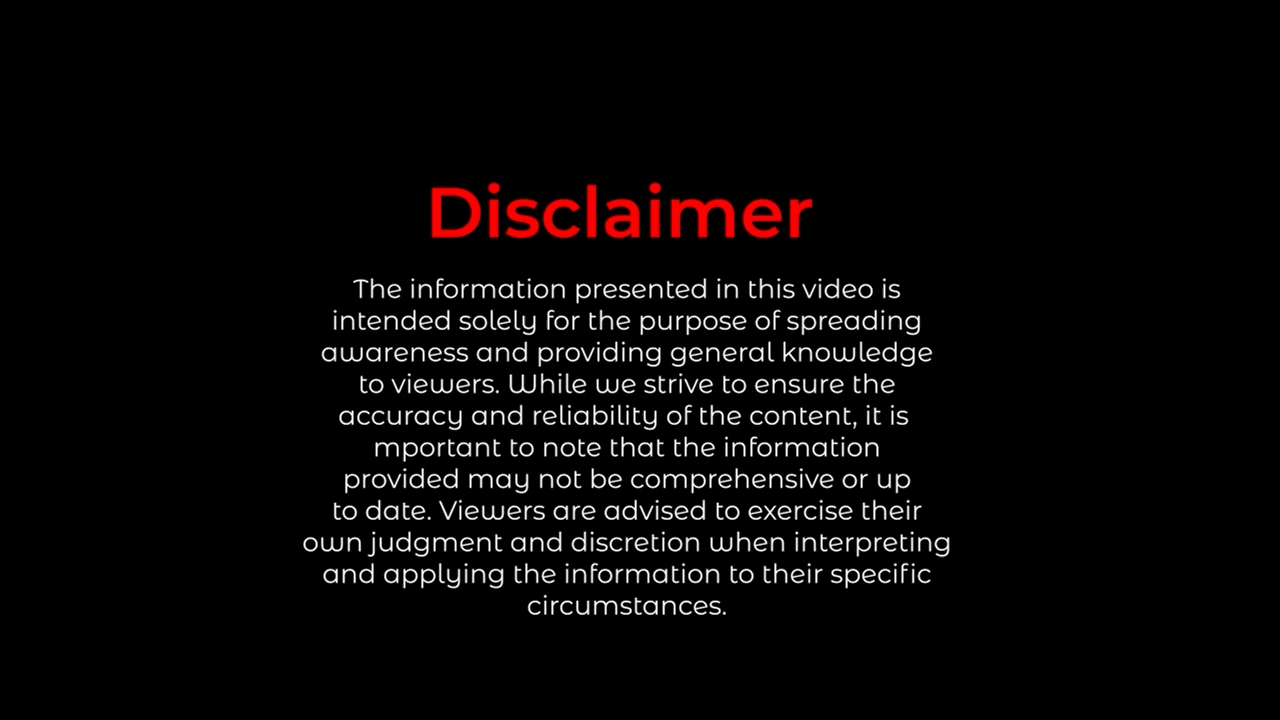 Disclaimer
The information presented in this video is
intended solely for the purpose of spreading
awareness and providing general knowledge
to viewers. While we strive to ensure the
accuracy and reliability of the content, it is
mportant to note that the information
provided may not be comprehensive or up
to date. Viewers are advised to exercise their
own judgment and discretion when interpreting
and applying the information to their specific
circumstances.